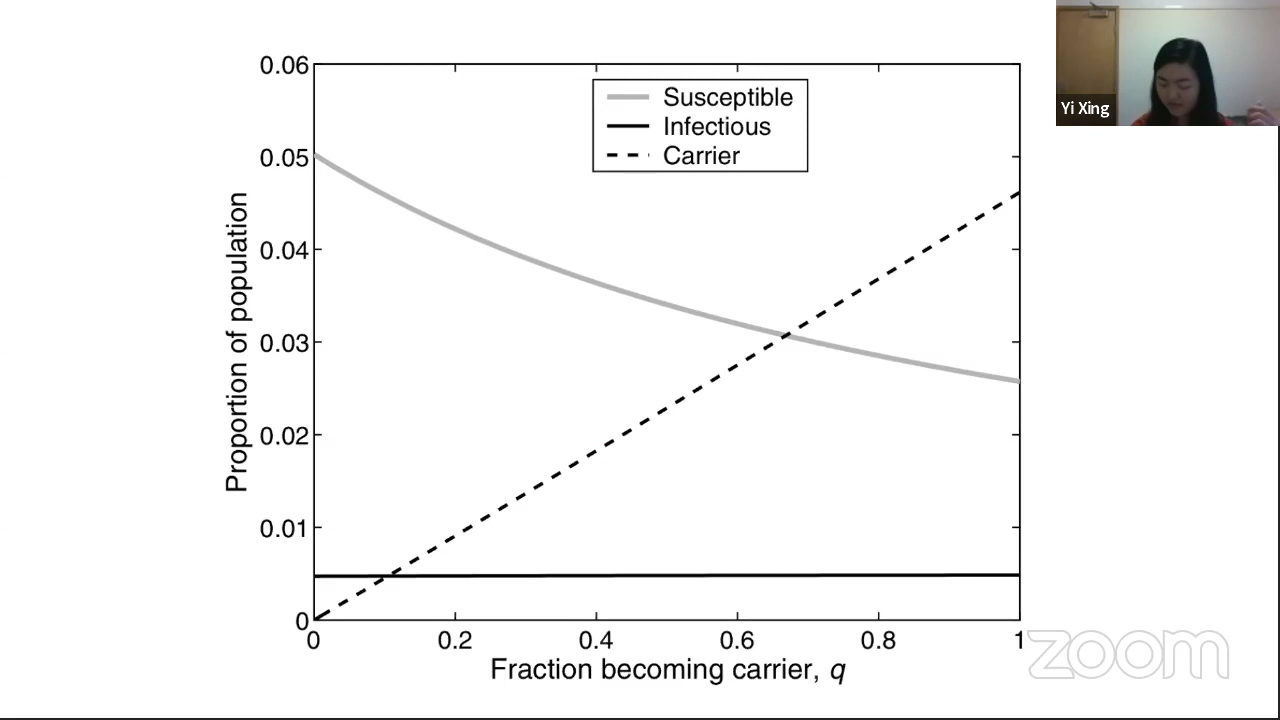 Yi Xing
0.06
0.05
0.04
0.03
0.02
0.01
0
Proportion of population
Susceptible
Infectious
Carrier
0 0.2 0.4 0.6 0.8 1
Fraction becoming carrier, q
zoom